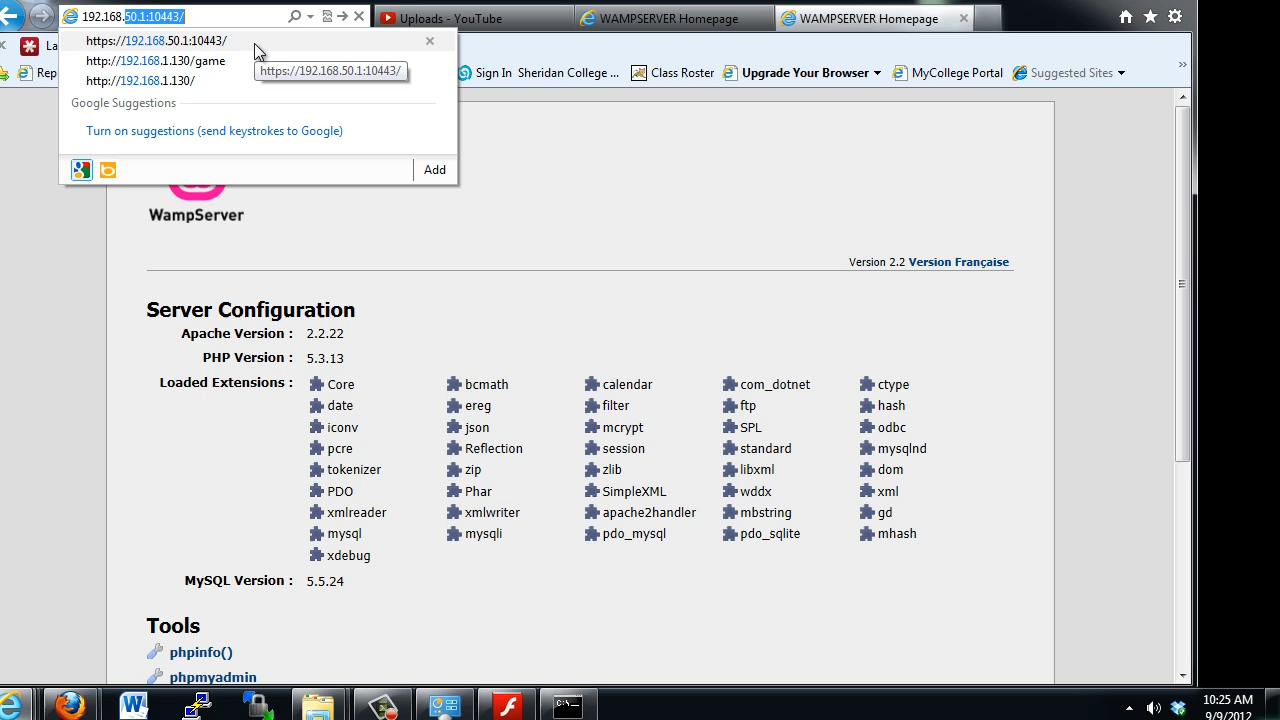 192.168.50.1:10443/
Uploads - YouTube
WAMPSERVER Homepage
WAMPSERVER Homepage
https://192.168.50.1:10443/
http://192.168.1.130/game
http://192.168.1.130/
https://192.168.50.1:10443/
Google Suggestions
Turn on suggestions (send keystrokes to Google)
Add
La
Rep
Sign In
Sheridan College ...
Class Roster
Upgrade Your Browser
MyCollege Portal
Suggested Sites
WampServer
Version 2.2 Version Française
Server Configuration
Apache Version : 2.2.22
PHP Version : 5.3.13
Loaded Extensions : Core bcmath calendar com_dotnet ctype
date ereg filter ftp hash
iconv json mcrypt SPL odbc
pcre Reflection session standard mysqlnd
tokenizer zip zlib libxml dom
PDO Phar SimpleXML wddx xml
xmlreader xmlwriter apache2handler mbstring gd
mysql mysqli pdo_mysql pdo_sqlite mhash
xdebug
MySQL Version : 5.5.24
Tools
phpinfo()
phpmyadmin
C:\.
10:25 AM
9/9/2012